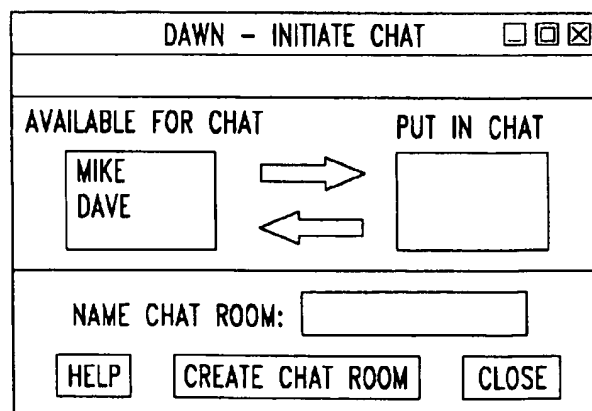 DAWN – INITIATE CHAT
AVAILABLE FOR CHAT
PUT IN CHAT
MIKE
DAVE
NAME CHAT ROOM:
HELP
CREATE CHAT ROOM
CLOSE